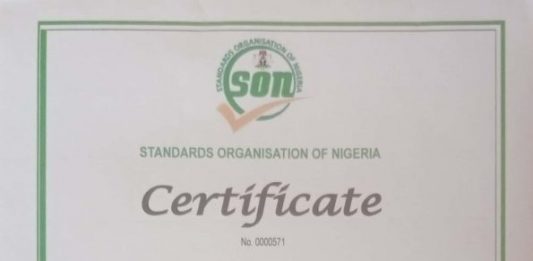 STANDARDS ORGANISATION OF NIGERIA
SON
STANDARDS ORGANISATION OF NIGERIA
Certificate
No. 0000571